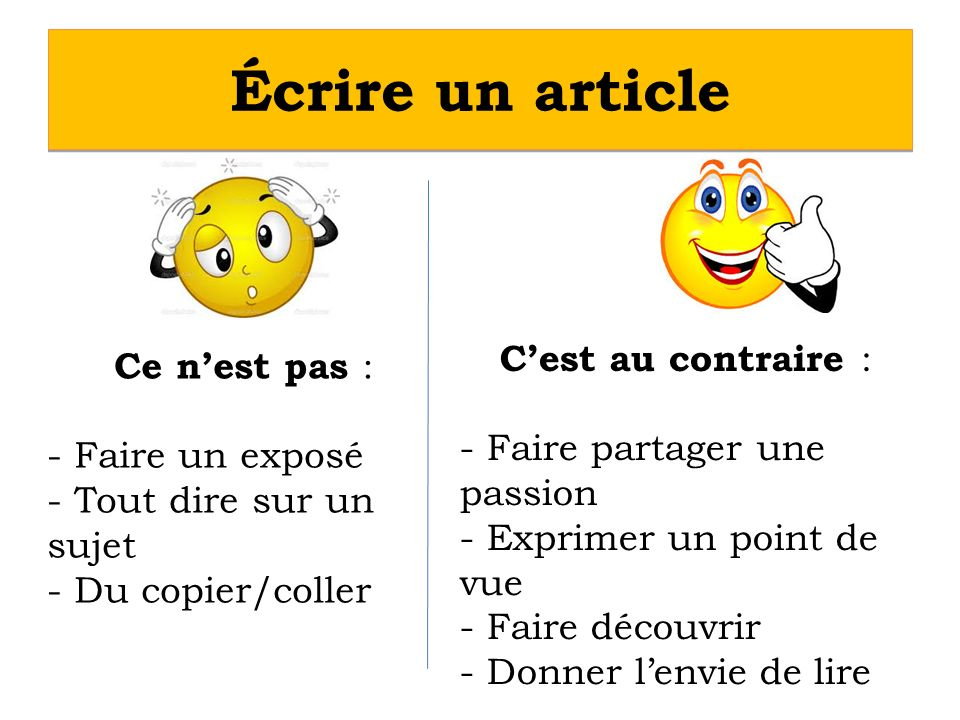 Écrire un article
Ce n’est pas :
- Faire un exposé
- Tout dire sur un
sujet
- Du copier/coller
C’est au contraire :
- Faire partager une
passion
- Exprimer un point de
vue
- Faire découvrir
- Donner l’envie de lire